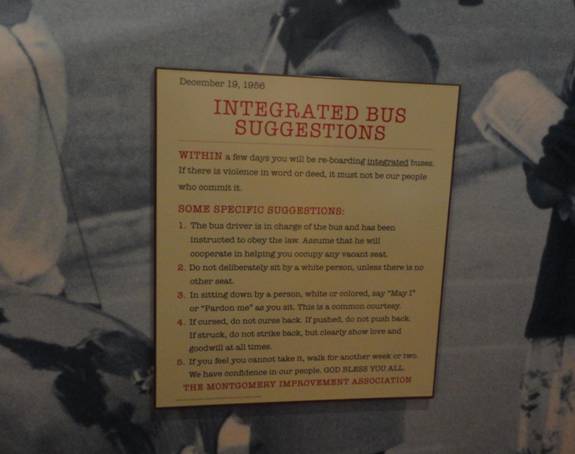 December 19, 1956
INTEGRATED BUS
SUGGESTIONS
WITHIN a few days you will be re-boarding integrated buses.
If there is violence in word or deed, it must not be our people
who commit it.
SOME SPECIFIC SUGGESTIONS:
1. The bus driver is in charge of the bus and has been
instructed to obey the law. Assume that he will
cooperate in helping you occupy any vacant seat.
2. Do not deliberately sit by a white person, unless there is no
other seat.
3. In sitting down by a person, white or colored, say "May I"
or "Pardon me" as you sit. This is a common courtesy.
4. If cursed, do not curse back. If pushed, do not push back.
If struck, do not strike back, but clearly show love and
goodwill at all times.
5. If you feel you cannot take it, walk for another week or two.
We have confidence in our people. GOD BLESS YOU ALL.
THE MONTGOMERY IMPROVEMENT ASSOCIATION